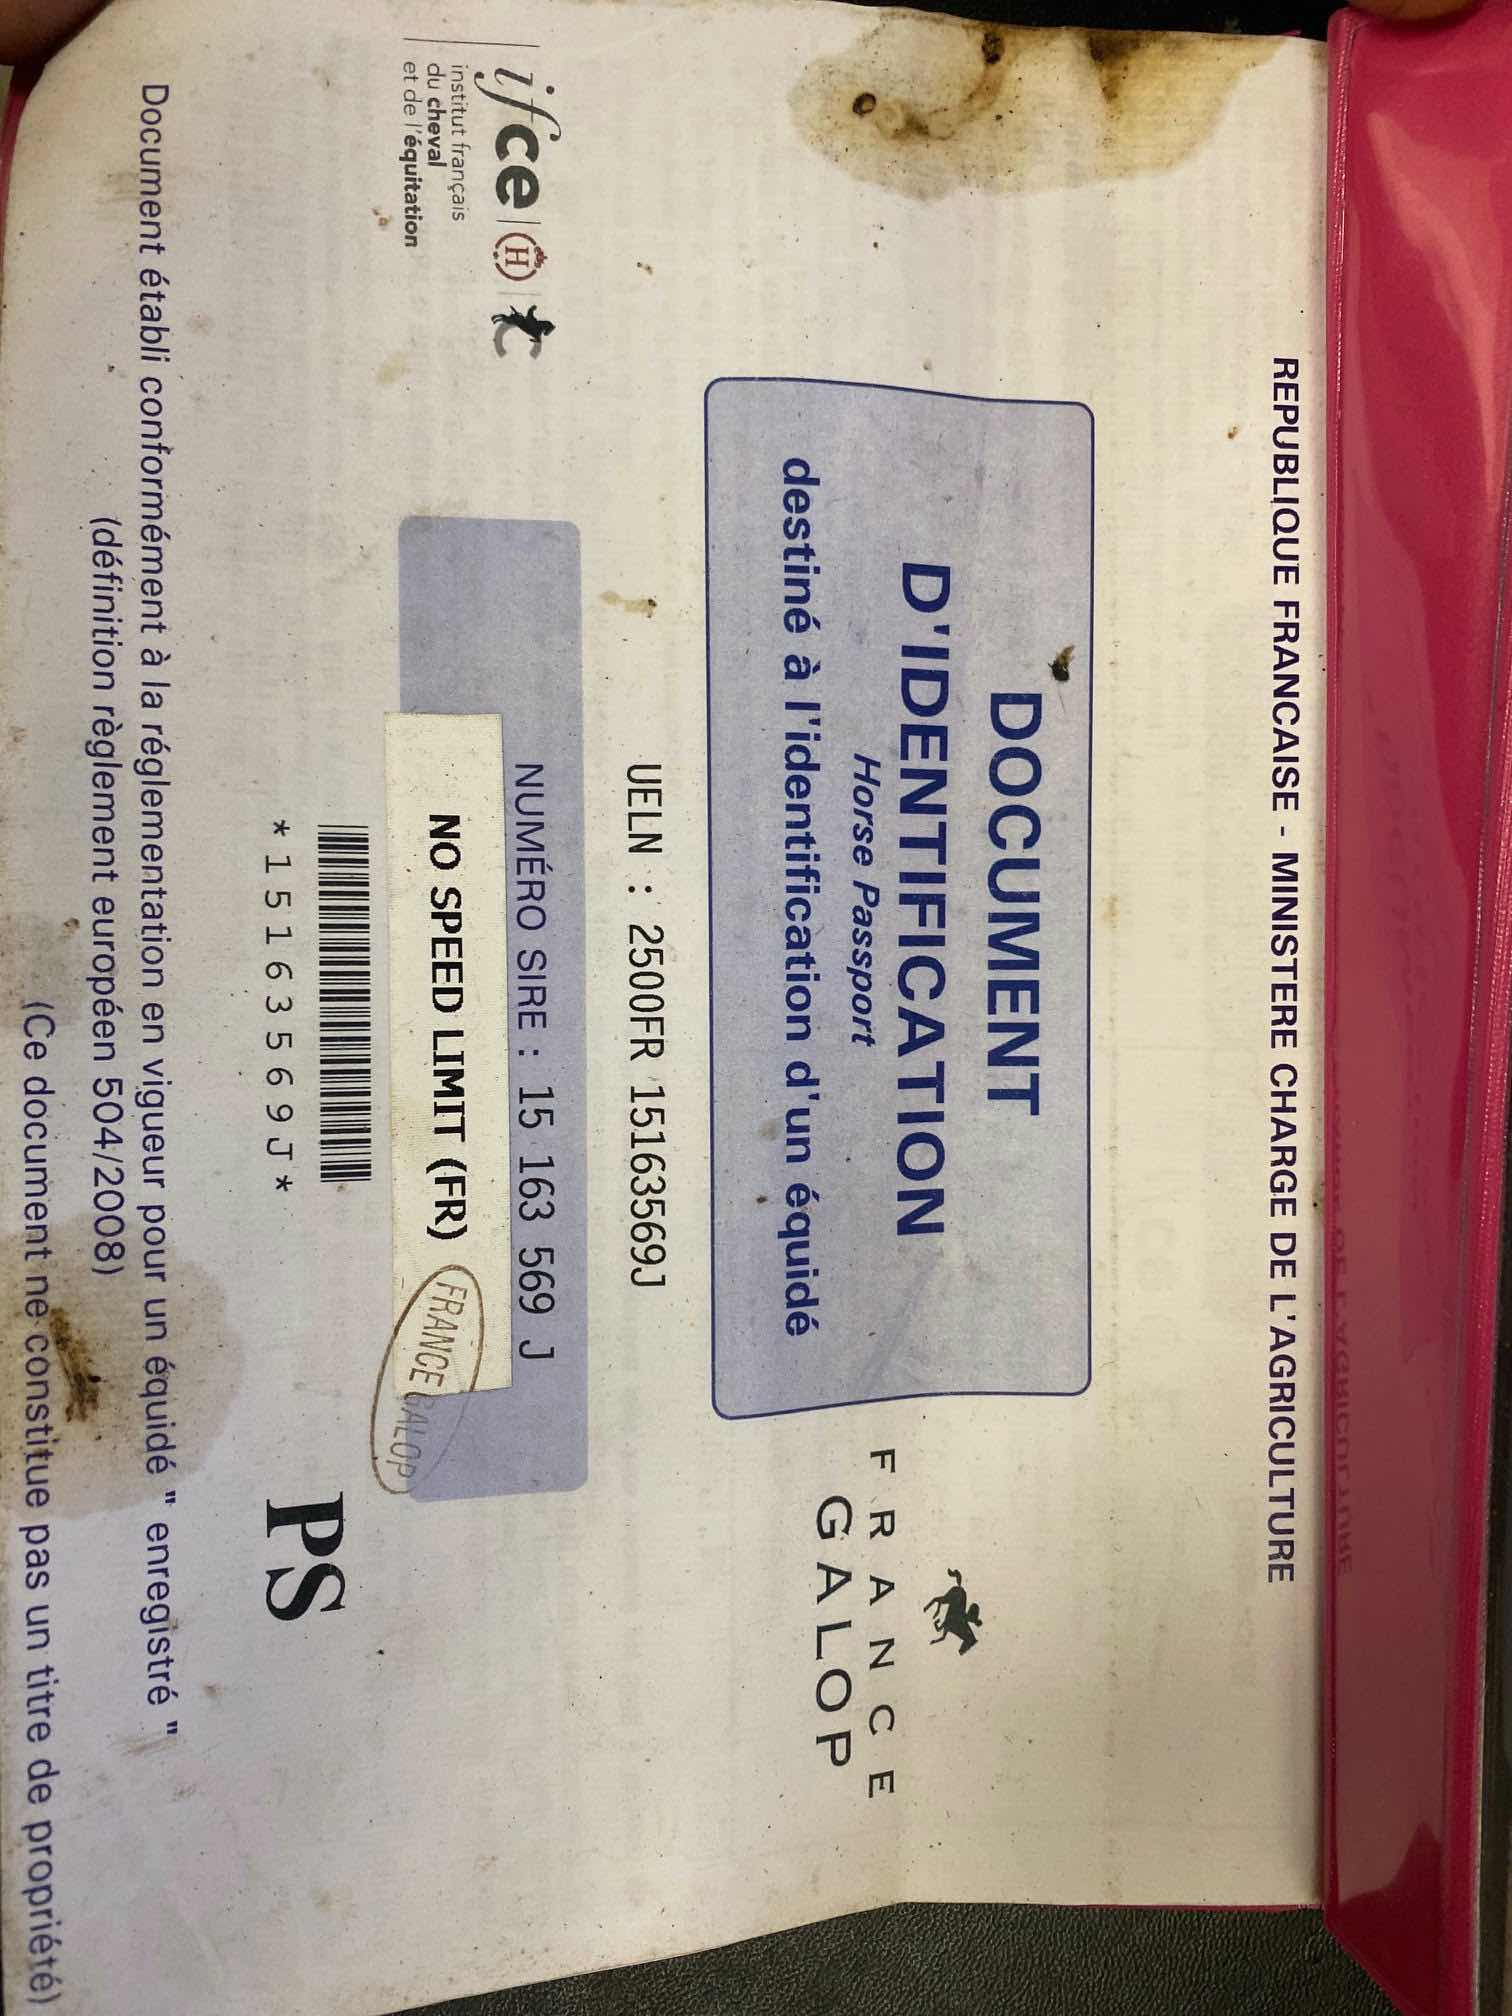 REPUBLIQUE FRANCAISE - MINISTERE CHARGE DE L'AGRICULTURE
DOCUMENT
D'IDENTIFICATION
Horse Passport
destiné à l'identification d'un équidé
FRANCE
GALOP
UELN : 2500FR 15163569J
ifce
institut français
du cheval
et de l'équitation
H
NUMÉRO SIRE : 15 163 569 J
NO SPEED LIMIT (FR)
FRANCE GALOP
*15163569J*
PS
Document établi conformément à la réglementation en vigueur pour un équidé " enregistré "
(définition règlement européen 504/2008)
(Ce document ne constitue pas un titre de propriété)